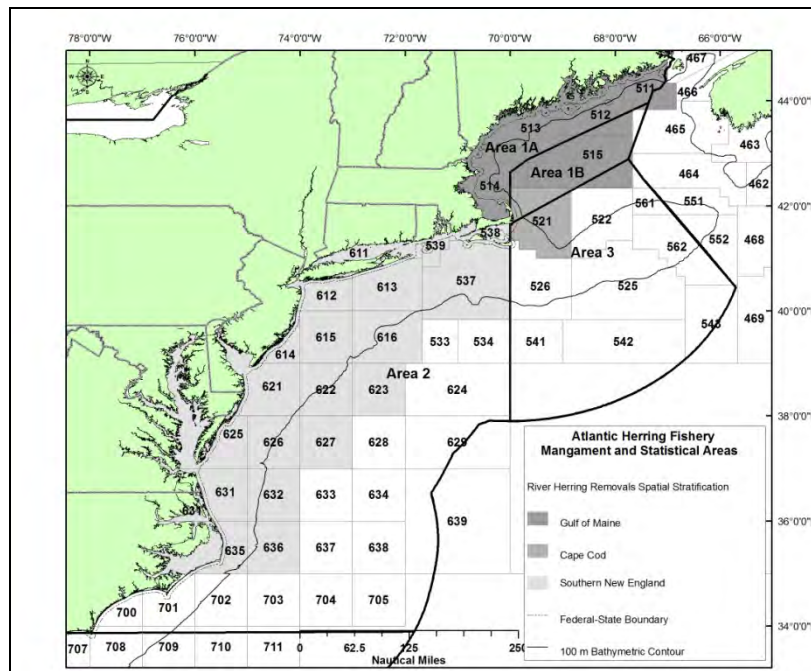 78°0'0"W 76°0'0"W 74°0'0"W 72°0'0"W 70°0'0"W 68°0'0"W 66°0'0"W
467
511
466
44°0'0"
512
513
465
Area 1A
463
515
Area 1B
464
514
462
42°0'0"
561 551
521 522
538
539
552 468
611
Area 3
562
537
613
612
526 525
40°0'0"
543 469
615 616
533 534 541 542
614
Area 2
621 622 623 624
38°0'0"
625
626 627 628 629
631 632 633 634
631
639
36°0'0"
635 636 637 638
700 701 702 703 704 705
34°0'0"
707 708 709 710 711
0 62.5 125 250
Nautical Miles
Atlantic Herring Fishery
Mangament and Statistical Areas
River Herring Removals Spatial Stratification
Gulf of Maine
Cape Cod
Southern New England
Federal-State Boundary
100 m Bathymetric Contour